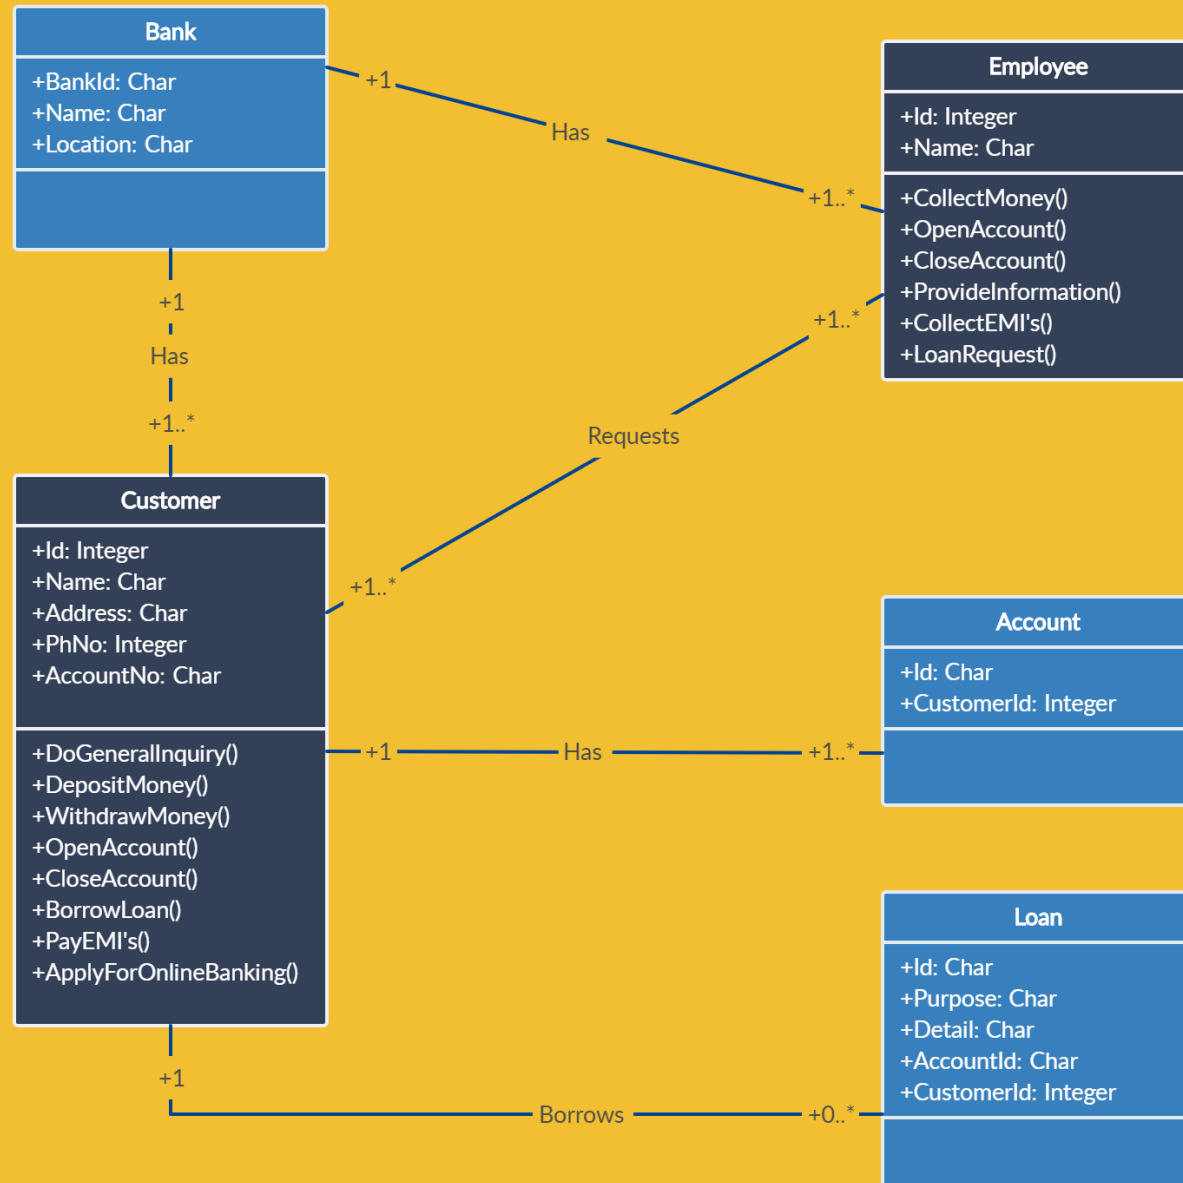 Bank
+BankId: Char
+Name: Char
+Location: Char
+1
Has
+1..*
Employee
+Id: Integer
+Name: Char
+CollectMoney()
+OpenAccount()
+CloseAccount()
+ProvideInformation()
+CollectEMI's()
+LoanRequest()
+1
Has
+1..*
+1..*
Requests
+1..*
Customer
+Id: Integer
+Name: Char
+Address: Char
+PhNo: Integer
+AccountNo: Char
+DoGeneralInquiry()
+DepositMoney()
+WithdrawMoney()
+OpenAccount()
+CloseAccount()
+BorrowLoan()
+PayEMI's()
+ApplyForOnlineBanking()
+1
Has
+1..*
Account
+Id: Char
+CustomerId: Integer
+1
Borrows
+0..*
Loan
+Id: Char
+Purpose: Char
+Detail: Char
+AccountId: Char
+CustomerId: Integer